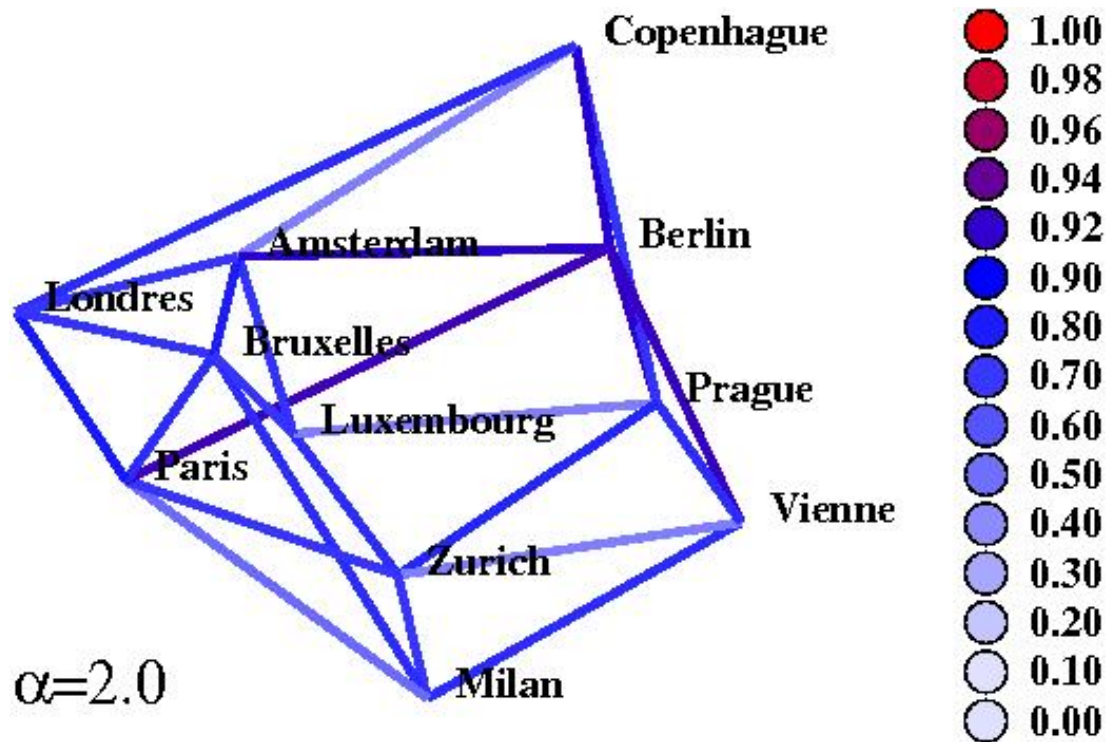 Copenhague
Berlin
Amsterdam
Londres
Bruxelles
Prague
Luxembourg
Paris
Vienne
Zurich
Milan
α=2.0
1.00
0.98
0.96
0.94
0.92
0.90
0.80
0.70
0.60
0.50
0.40
0.30
0.20
0.10
0.00